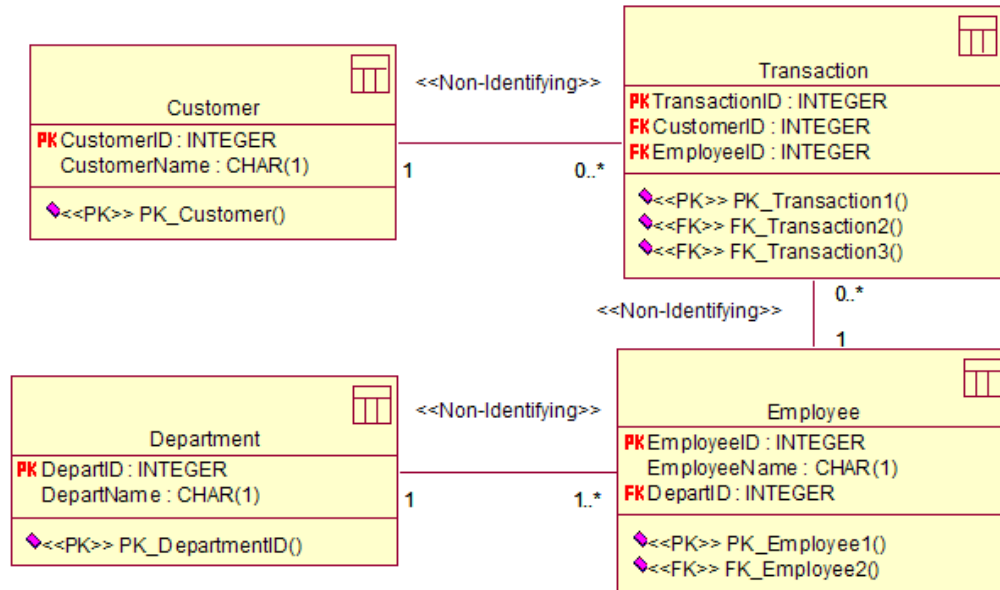 Customer
PK CustomerID : INTEGER
CustomerName : CHAR(1)
<<PK>> PK_Customer()
<<Non-Identifying>>
1
0..*
Transaction
PK TransactionID : INTEGER
FK CustomerID : INTEGER
FK EmployeeID : INTEGER
<<PK>> PK_Transaction1()
<<FK>> FK_Transaction2()
<<FK>> FK_Transaction3()
0..*
<<Non-Identifying>>
1
Department
PK DepartID : INTEGER
DepartName : CHAR(1)
<<PK>> PK_DepartmentID()
<<Non-Identifying>>
1
1..*
Employee
PK EmployeeID : INTEGER
EmployeeName : CHAR(1)
FK DepartID : INTEGER
<<PK>> PK_Employee1()
<<FK>> FK_Employee2()